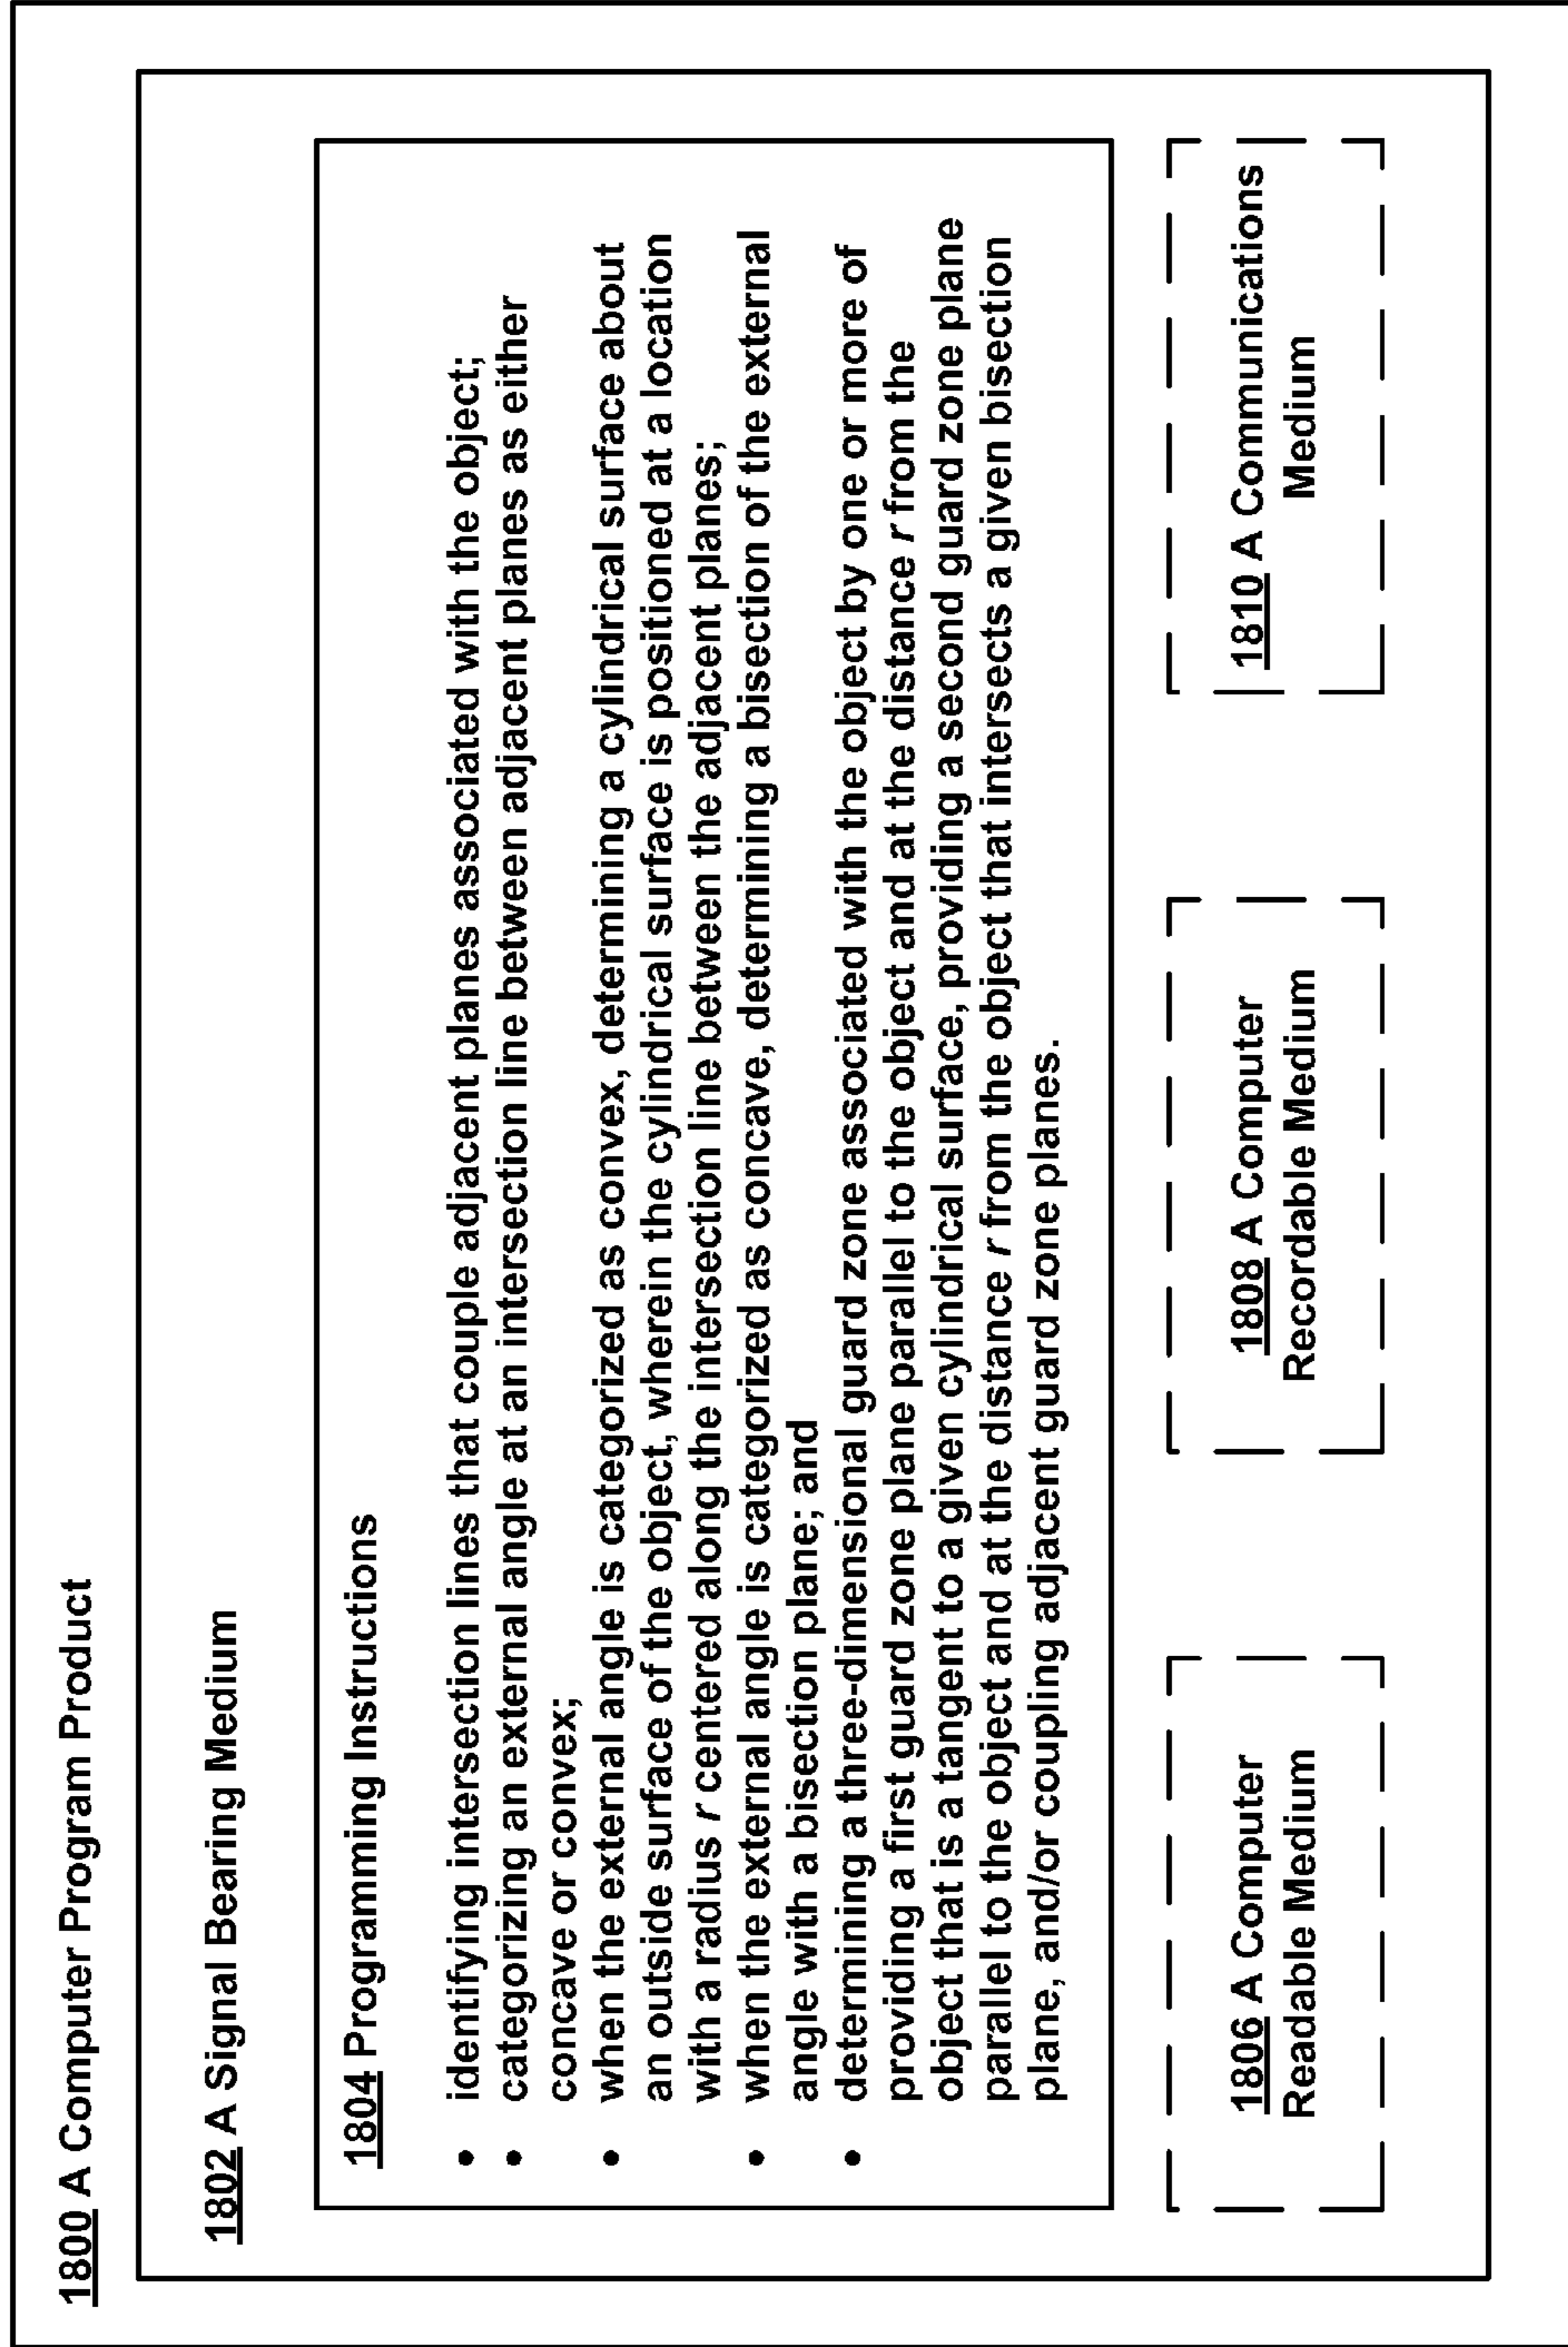 1800 A Computer Program Product
1802 A Signal Bearing Medium
1804 Programming Instructions
• identifying intersection lines that couple adjacent planes associated with the object;
• categorizing an external angle at an intersection line between adjacent planes as either
concave or convex;
• when the external angle is categorized as convex, determining a cylindrical surface about
an outside surface of the object, wherein the cylindrical surface is positioned at a location
with a radius r centered along the intersection line between the adjacent planes;
• when the external angle is categorized as concave, determining a bisection of the external
angle with a bisection plane; and
• determining a three-dimensional guard zone associated with the object by one or more of
providing a first guard zone plane parallel to the object and at the distance r from the
object that is a tangent to a given cylindrical surface, providing a second guard zone plane
parallel to the object and at the distance r from the object that intersects a given bisection
plane, and/or coupling adjacent guard zone planes.
1806 A Computer
Readable Medium
1808 A Computer
Recordable Medium
1810 A Communications
Medium